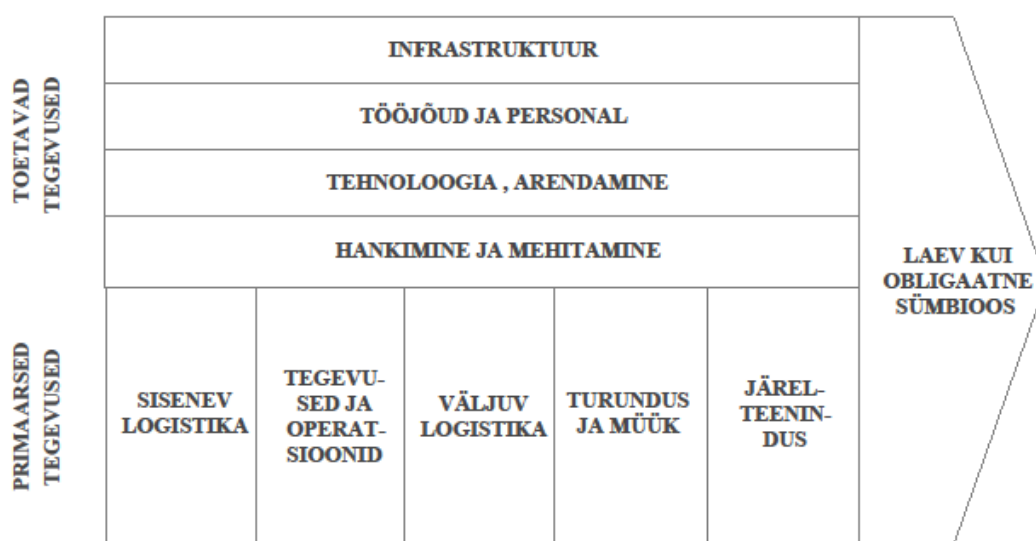 TOETAVAD
TEGEVUSED
INFRASTRUKTUUR
TÖÖJÕUD JA PERSONAL
TEHNOLOOGIA , ARENDAMINE
HANKIMINE JA MEHITAMINE
PRIMAARSED
TEGEVUSED
SISENEV
LOGISTIKA
TEGEVU-
SED JA
OPERAT-
SIOONID
VÄLJUV
LOGISTIKA
TURUNDUS
JA MÜÜK
JÄREL-
TEENIN-
DUS
LAEV KUI
OBLIGAATNE
SÜMBIOOS